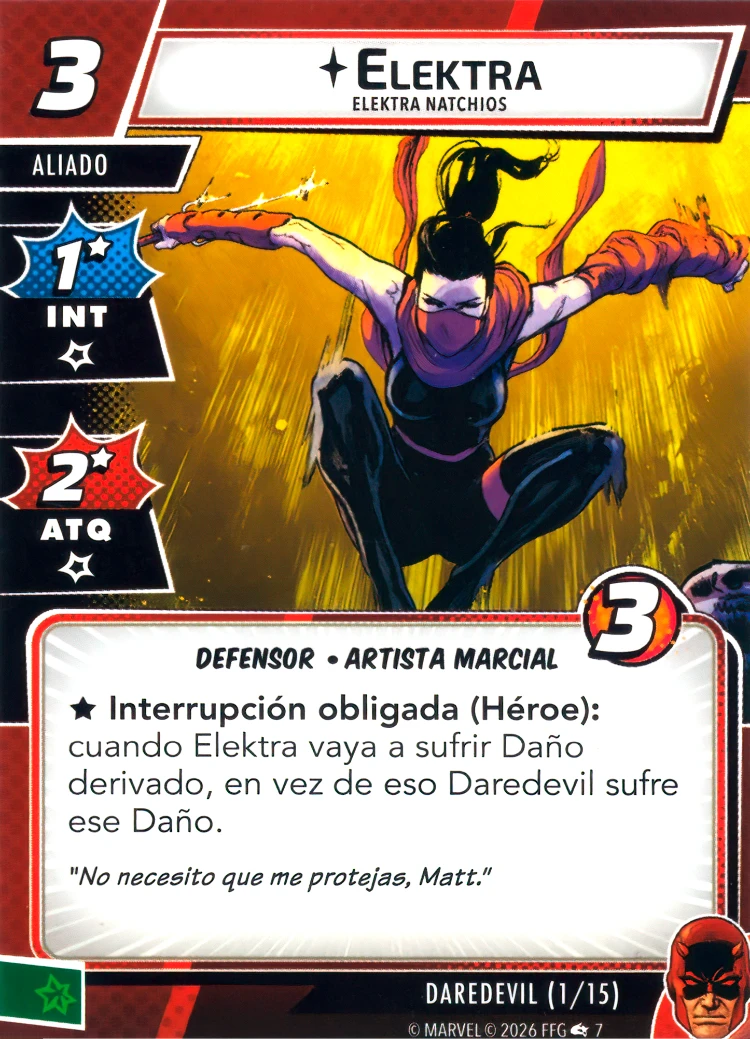 3
ELEKTRA
ELEKTRA NATCHIOS
ALIADO
1
INT
2
ATQ
3
DEFENSOR • ARTISTA MARCIAL
★ Interrupción obligada (Héroe):
cuando Elektra vaya a sufrir Daño
derivado, en vez de eso Daredevil sufre
ese Daño.
"No necesito que me protejas, Matt."
DAREDEVIL (1/15)
© MARVEL © 2026 FFG 7